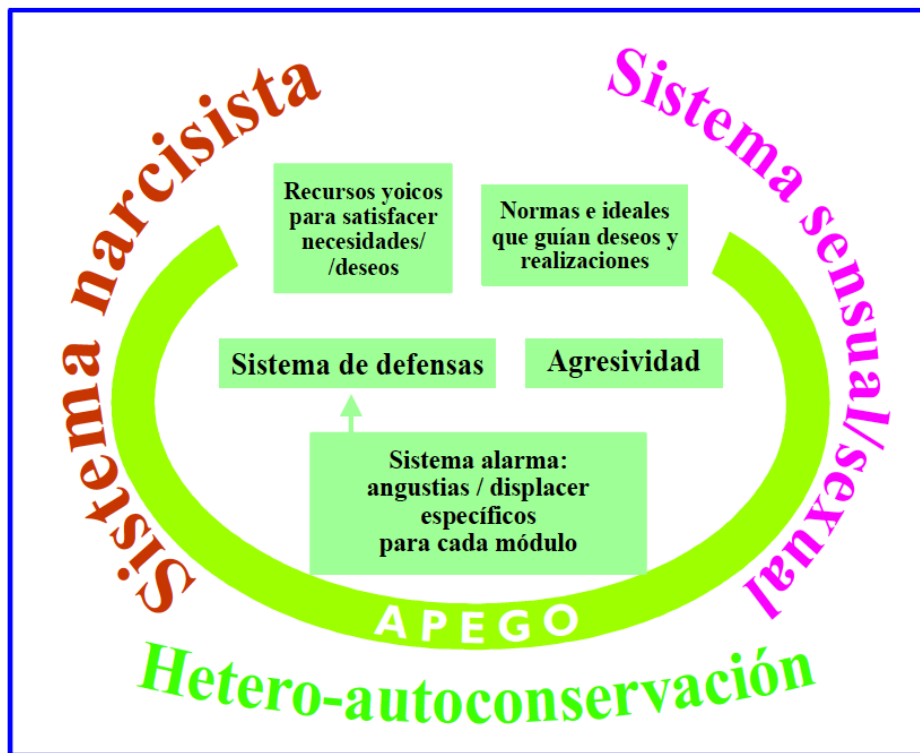 Sistema narcisista
Sistema sensual/sexual
Recursos yoicos
para satisfacer
necesidades/
/deseos
Normas e ideales
que guían deseos y
realizaciones
Sistema de defensas
Agresividad
Sistema alarma:
angustias / displacer
específicos
para cada módulo
APEGO
Hetero-autoconservación